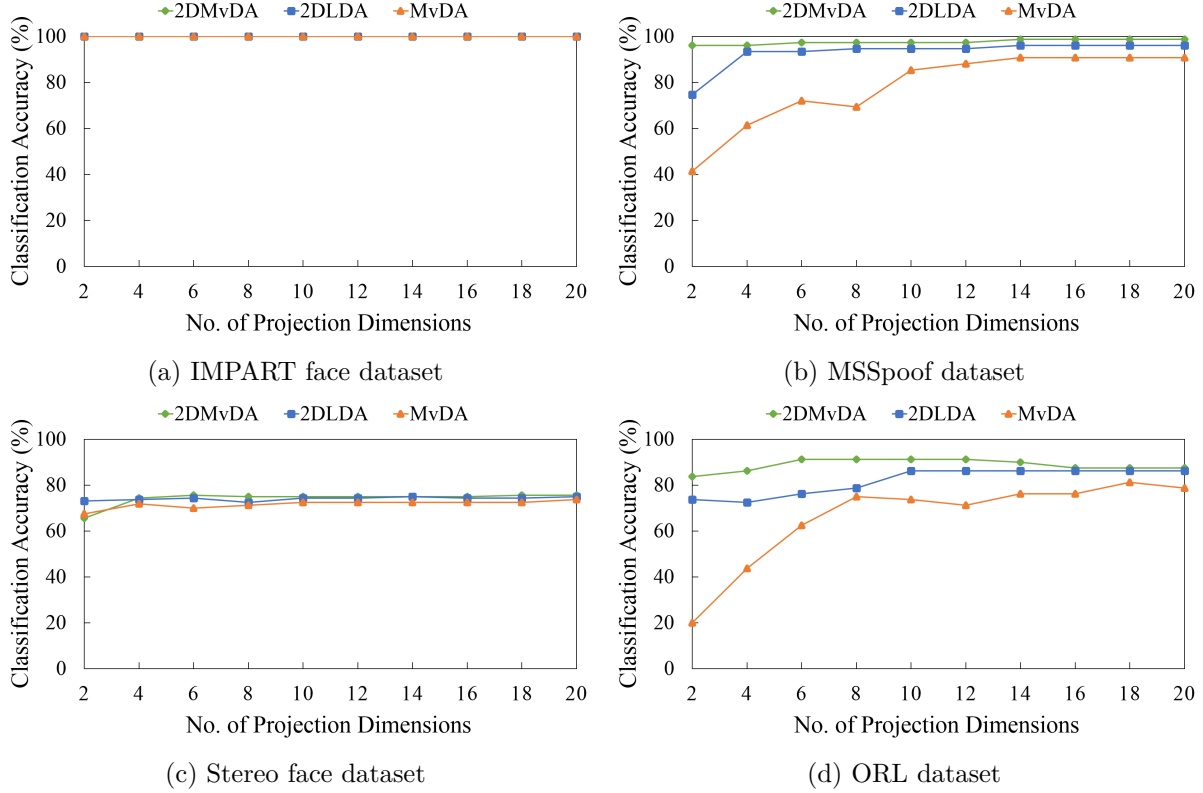 2DMvDA 2DLDA MvDA
Classification Accuracy (%)
100
80
60
40
20
0
2 4 6 8 10 12 14 16 18 20
No. of Projection Dimensions
(a) IMPART face dataset
2DMvDA 2DLDA MvDA
Classification Accuracy (%)
100
80
60
40
20
0
2 4 6 8 10 12 14 16 18 20
No. of Projection Dimensions
(b) MSSpoof dataset
2DMvDA 2DLDA MvDA
Classification Accuracy (%)
100
80
60
40
20
0
2 4 6 8 10 12 14 16 18 20
No. of Projection Dimensions
(c) Stereo face dataset
2DMvDA 2DLDA MvDA
Classification Accuracy (%)
100
80
60
40
20
0
2 4 6 8 10 12 14 16 18 20
No. of Projection Dimensions
(d) ORL dataset